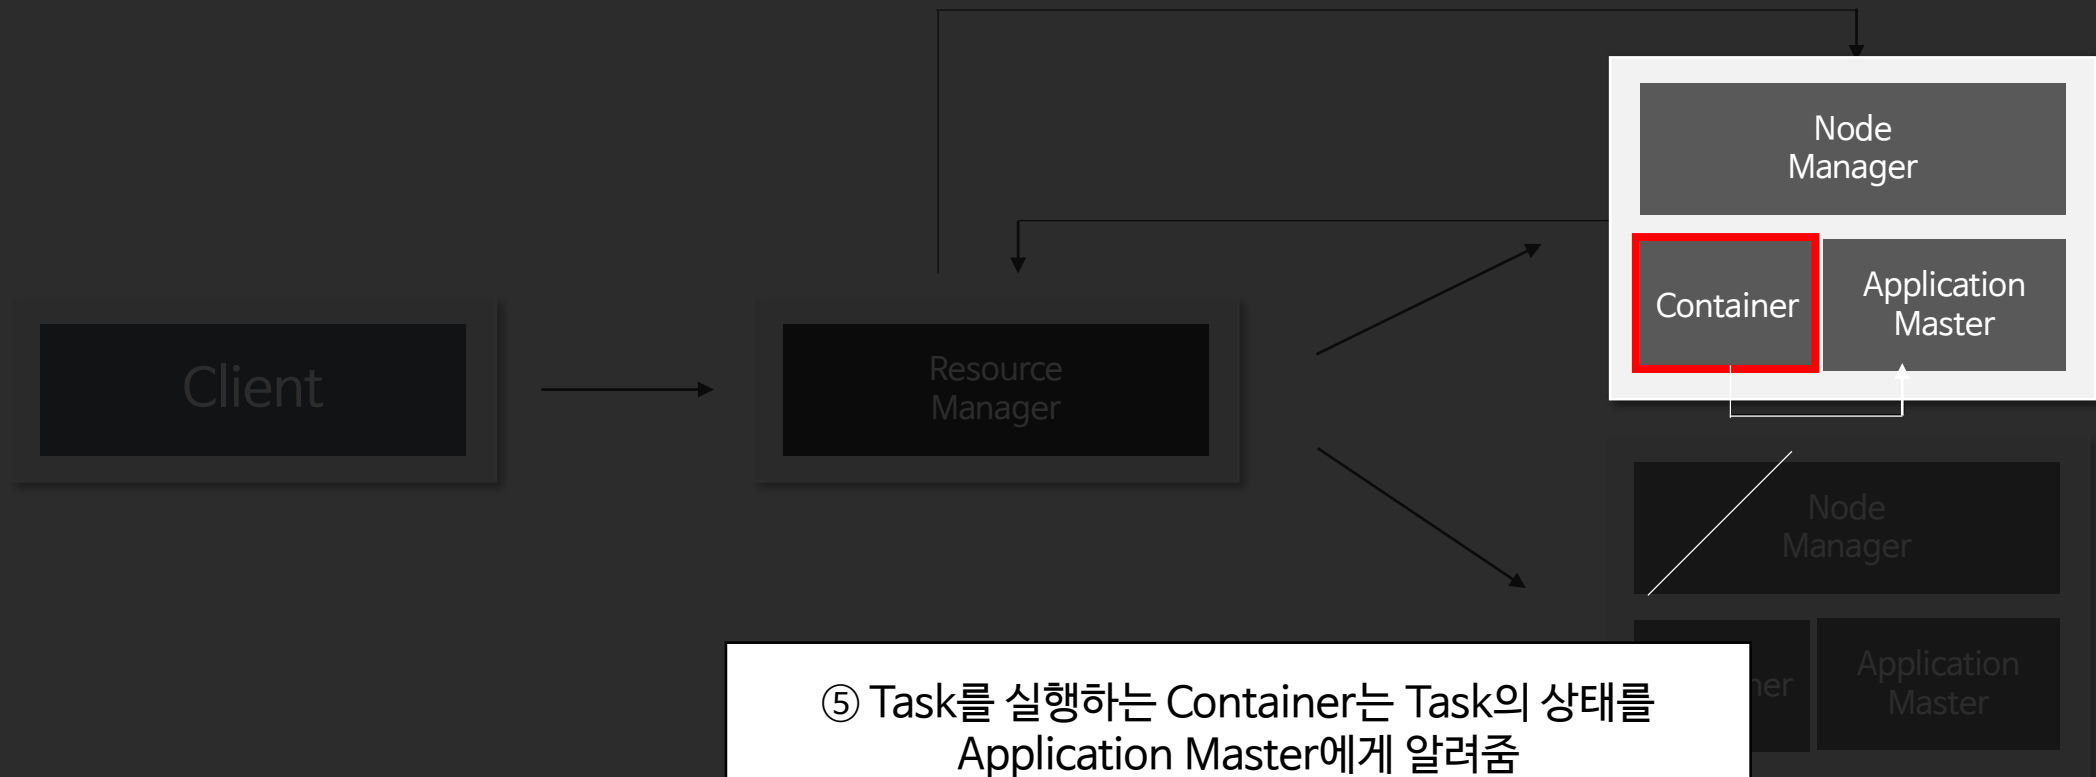 Node
Manager
Container
Application
Master
Client
Resource
Manager
Node
Manager
ner
Application
Master
⑤ Task를 실행하는 Container는 Task의 상태를
Application Master에게 알려줌